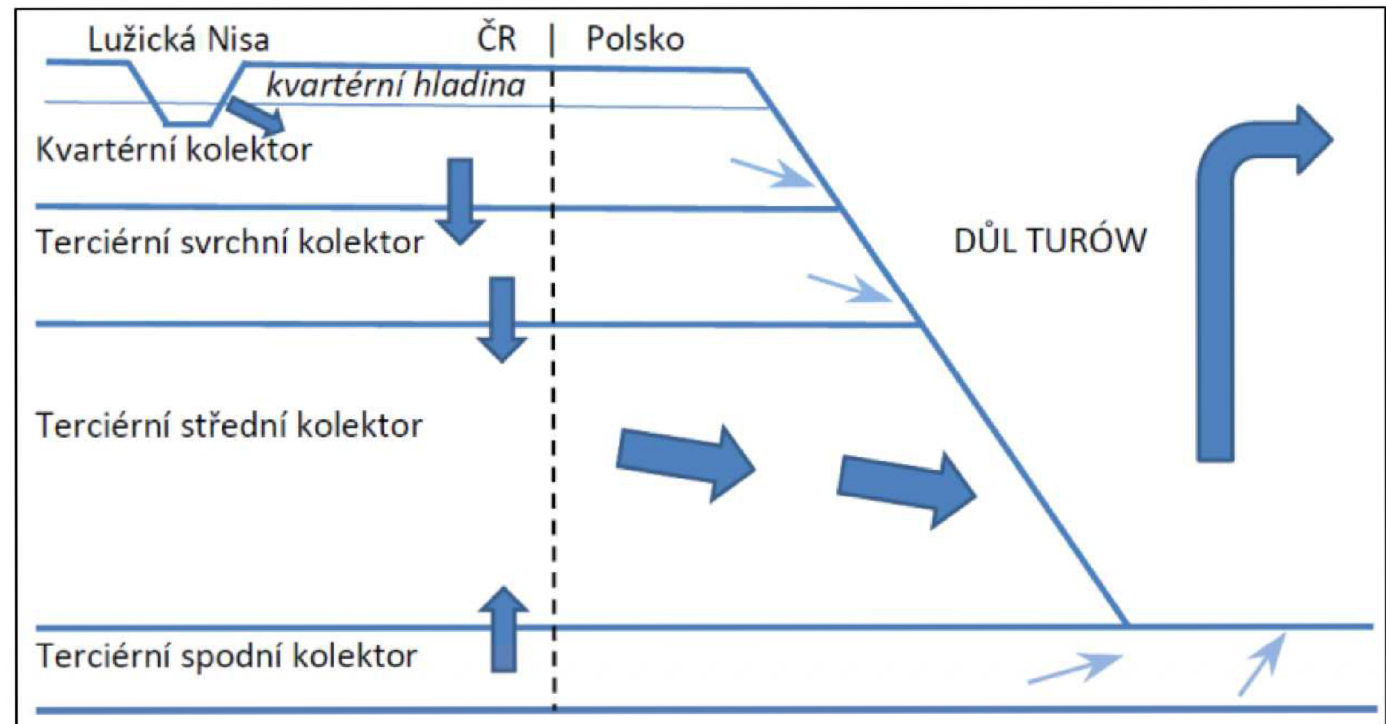 Lužická Nisa
ČR | Polsko
kvartérní hladina
Kvartérní kolektor
Terciérní svrchní kolektor
DŮL TURÓW
Terciérní střední kolektor
Terciérní spodní kolektor